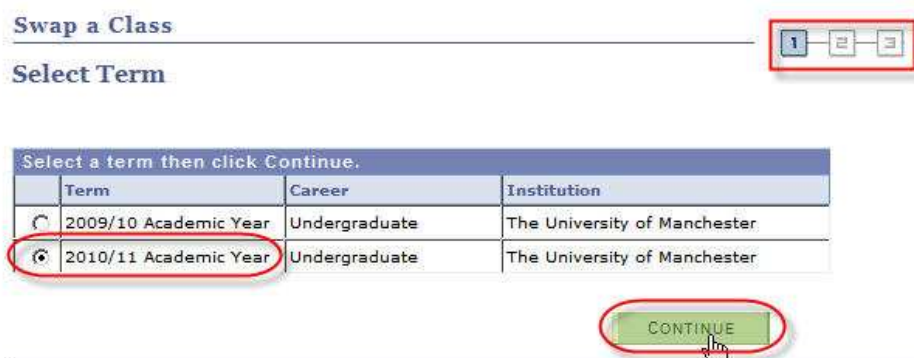 Swap a Class
1 2 3
Select Term
Select a term then click Continue.
Term Career Institution
2009/10 Academic Year Undergraduate The University of Manchester
2010/11 Academic Year Undergraduate The University of Manchester
CONTINUE